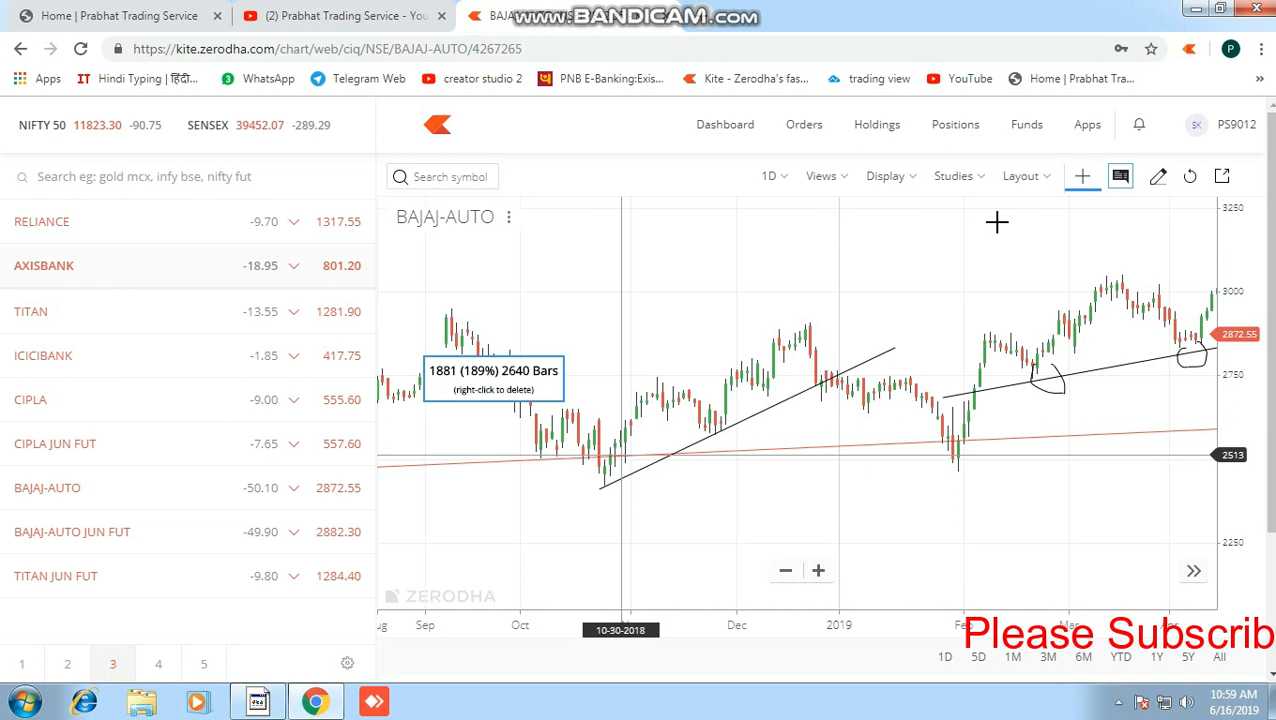 Home | Prabhat Trading Service
(2) Prabhat Trading Service - You
BAJAJ-AUTO
www.BANDICAM.com
https://kite.zerodha.com/chart/web/ciq/NSE/BAJAJ-AUTO/4267265
Apps
IT Hindi Typing | हिंदी...
WhatsApp
Telegram Web
creator studio 2
PNB E-Banking:Exis...
Kite - Zerodha's fas...
trading view
YouTube
Home | Prabhat Tra...
»
NIFTY 50 11823.30 -90.75
SENSEX 39452.07 -289.29
Dashboard
Orders
Holdings
Positions
Funds
Apps
SK
PS9012
Search eg: gold mcx, infy bse, nifty fut
Search symbol
1D
Views
Display
Studies
Layout
RELIANCE -9.70 1317.55
AXISBANK -18.95 801.20
TITAN -13.55 1281.90
ICICIBANK -1.85 417.75
CIPLA -9.00 555.60
CIPLA JUN FUT -7.65 557.60
BAJAJ-AUTO -50.10 2872.55
BAJAJ-AUTO JUN FUT -49.90 2882.30
TITAN JUN FUT -9.80 1284.40
1 2 3 4 5
BAJAJ-AUTO
1881 (189%) 2640 Bars
(right-click to delete)
3250
3000
2872.55
2750
2513
2250
ZERODHA
Sep Oct Dec 2019 Feb Mar
10-30-2018
Please Subscrib
1D 5D 1M 3M 6M YTD 1Y 5Y All
10:59 AM
6/16/2019